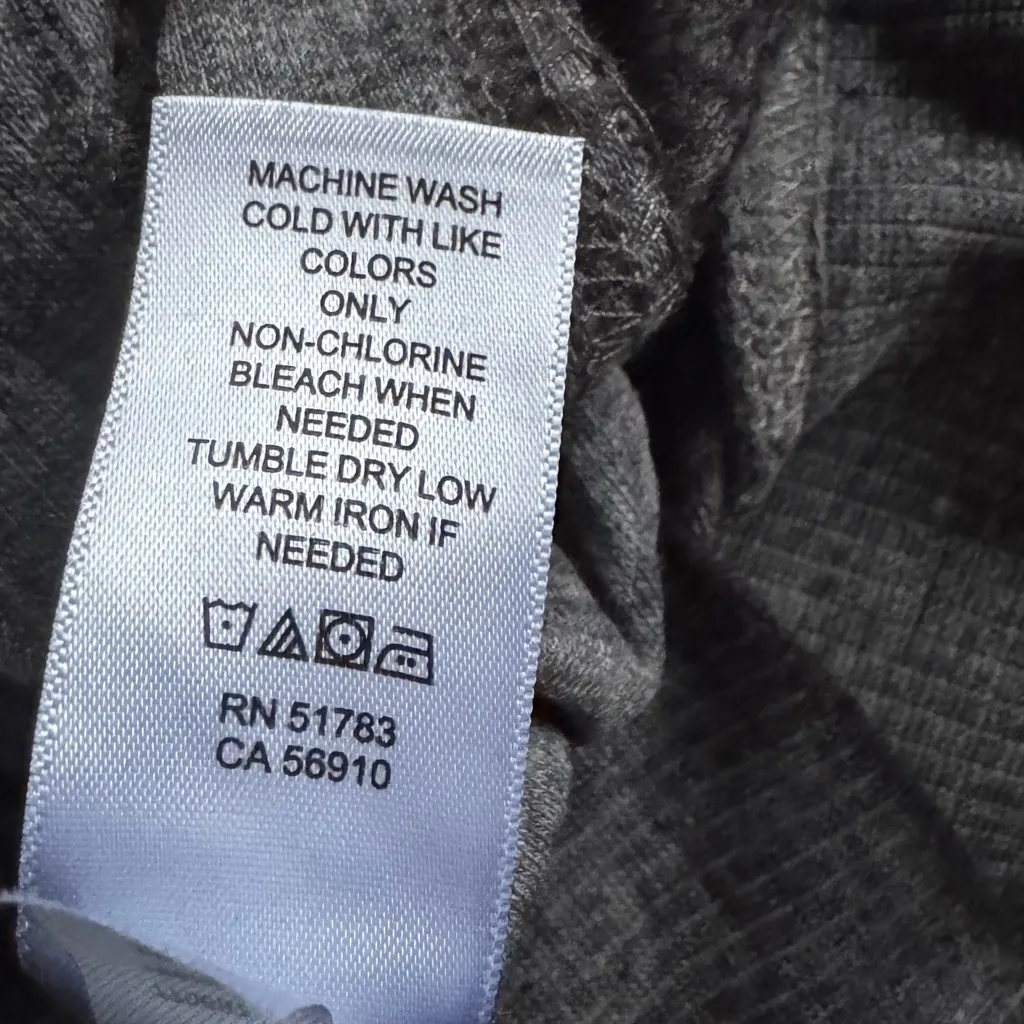 MACHINE WASH
COLD WITH LIKE
COLORS
ONLY
NON-CHLORINE
BLEACH WHEN
NEEDED
TUMBLE DRY LOW
WARM IRON IF
NEEDED
RN 51783
CA 56910